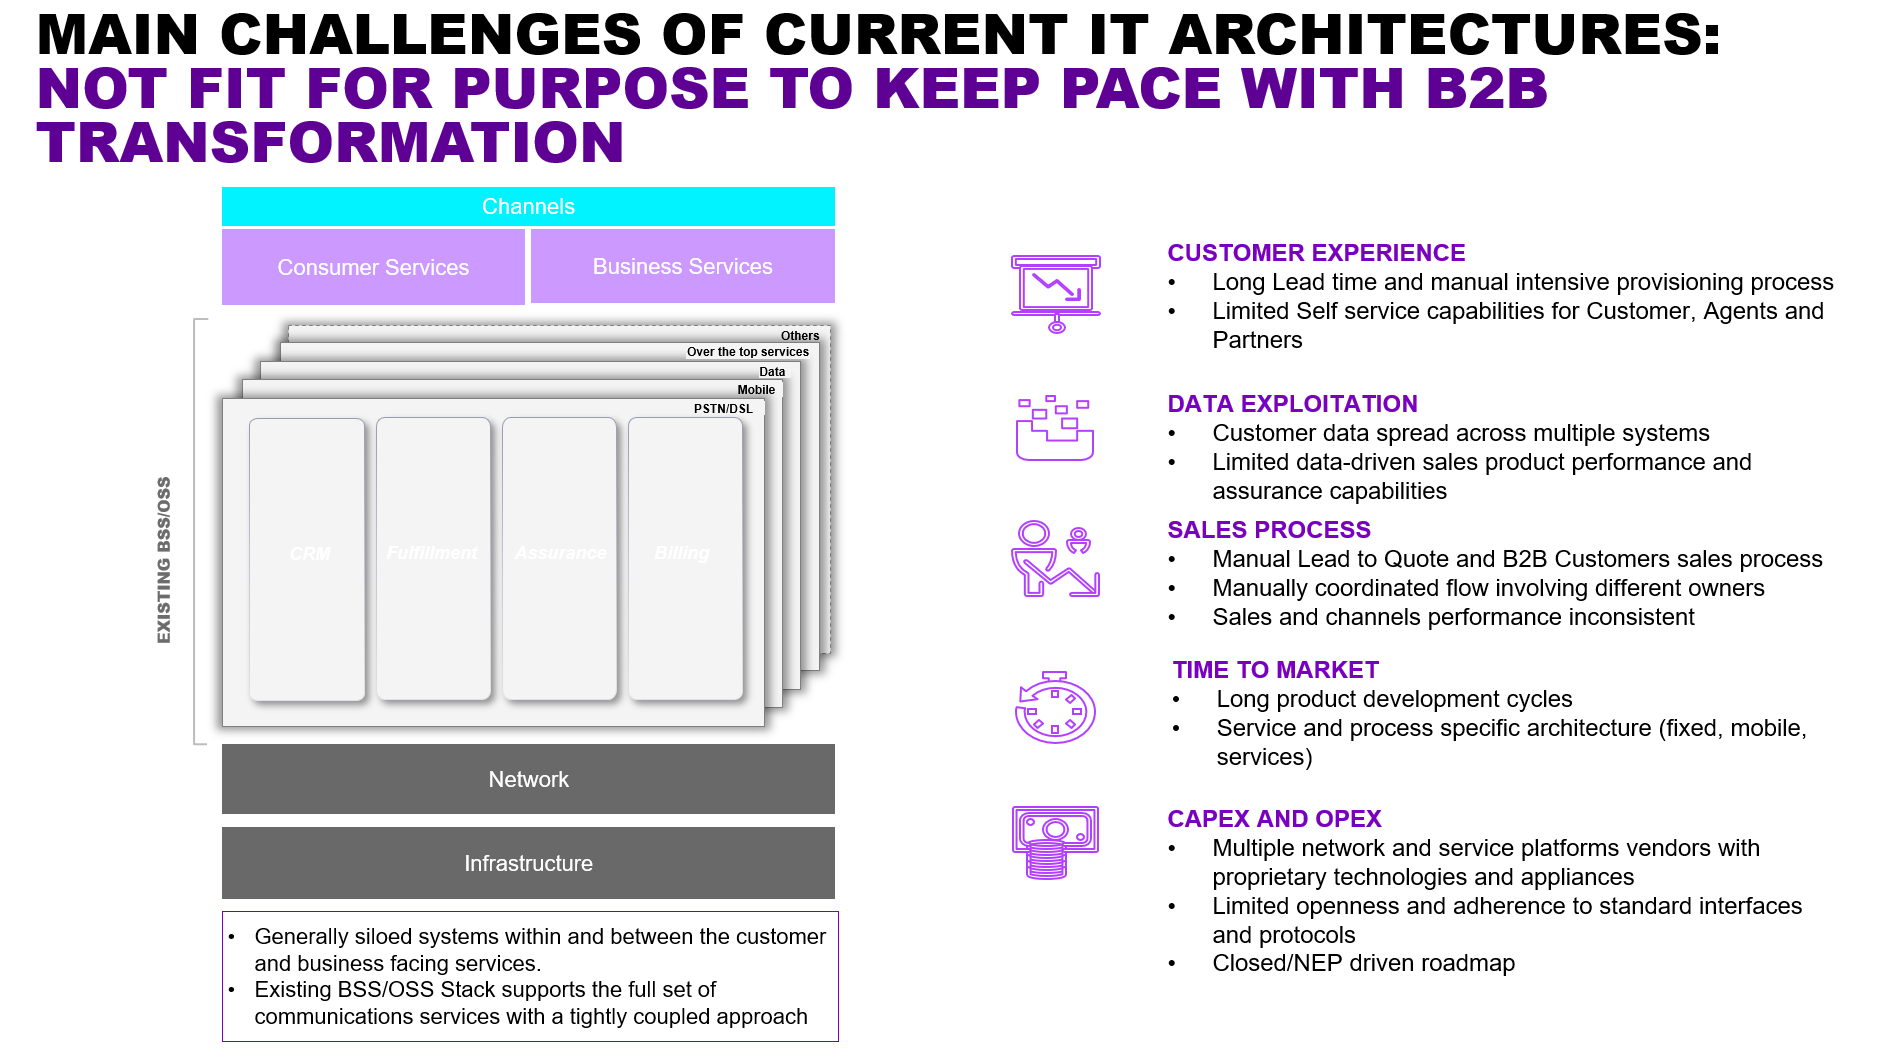 MAIN CHALLENGES OF CURRENT IT ARCHITECTURES:
NOT FIT FOR PURPOSE TO KEEP PACE WITH B2B
TRANSFORMATION
Channels
Consumer Services
Business Services
EXISTING BSS/OSS
Others
Over the top services
Data
Mobile
PSTN/DSL
CRM
Fulfillment
Assurance
Billing
Network
Infrastructure
• Generally siloed systems within and between the customer
and business facing services.
• Existing BSS/OSS Stack supports the full set of
communications services with a tightly coupled approach
CUSTOMER EXPERIENCE
• Long Lead time and manual intensive provisioning process
• Limited Self service capabilities for Customer, Agents and
Partners
DATA EXPLOITATION
• Customer data spread across multiple systems
• Limited data-driven sales product performance and
assurance capabilities
SALES PROCESS
• Manual Lead to Quote and B2B Customers sales process
• Manually coordinated flow involving different owners
• Sales and channels performance inconsistent
TIME TO MARKET
• Long product development cycles
• Service and process specific architecture (fixed, mobile,
services)
CAPEX AND OPEX
• Multiple network and service platforms vendors with
proprietary technologies and appliances
• Limited openness and adherence to standard interfaces
and protocols
• Closed/NEP driven roadmap